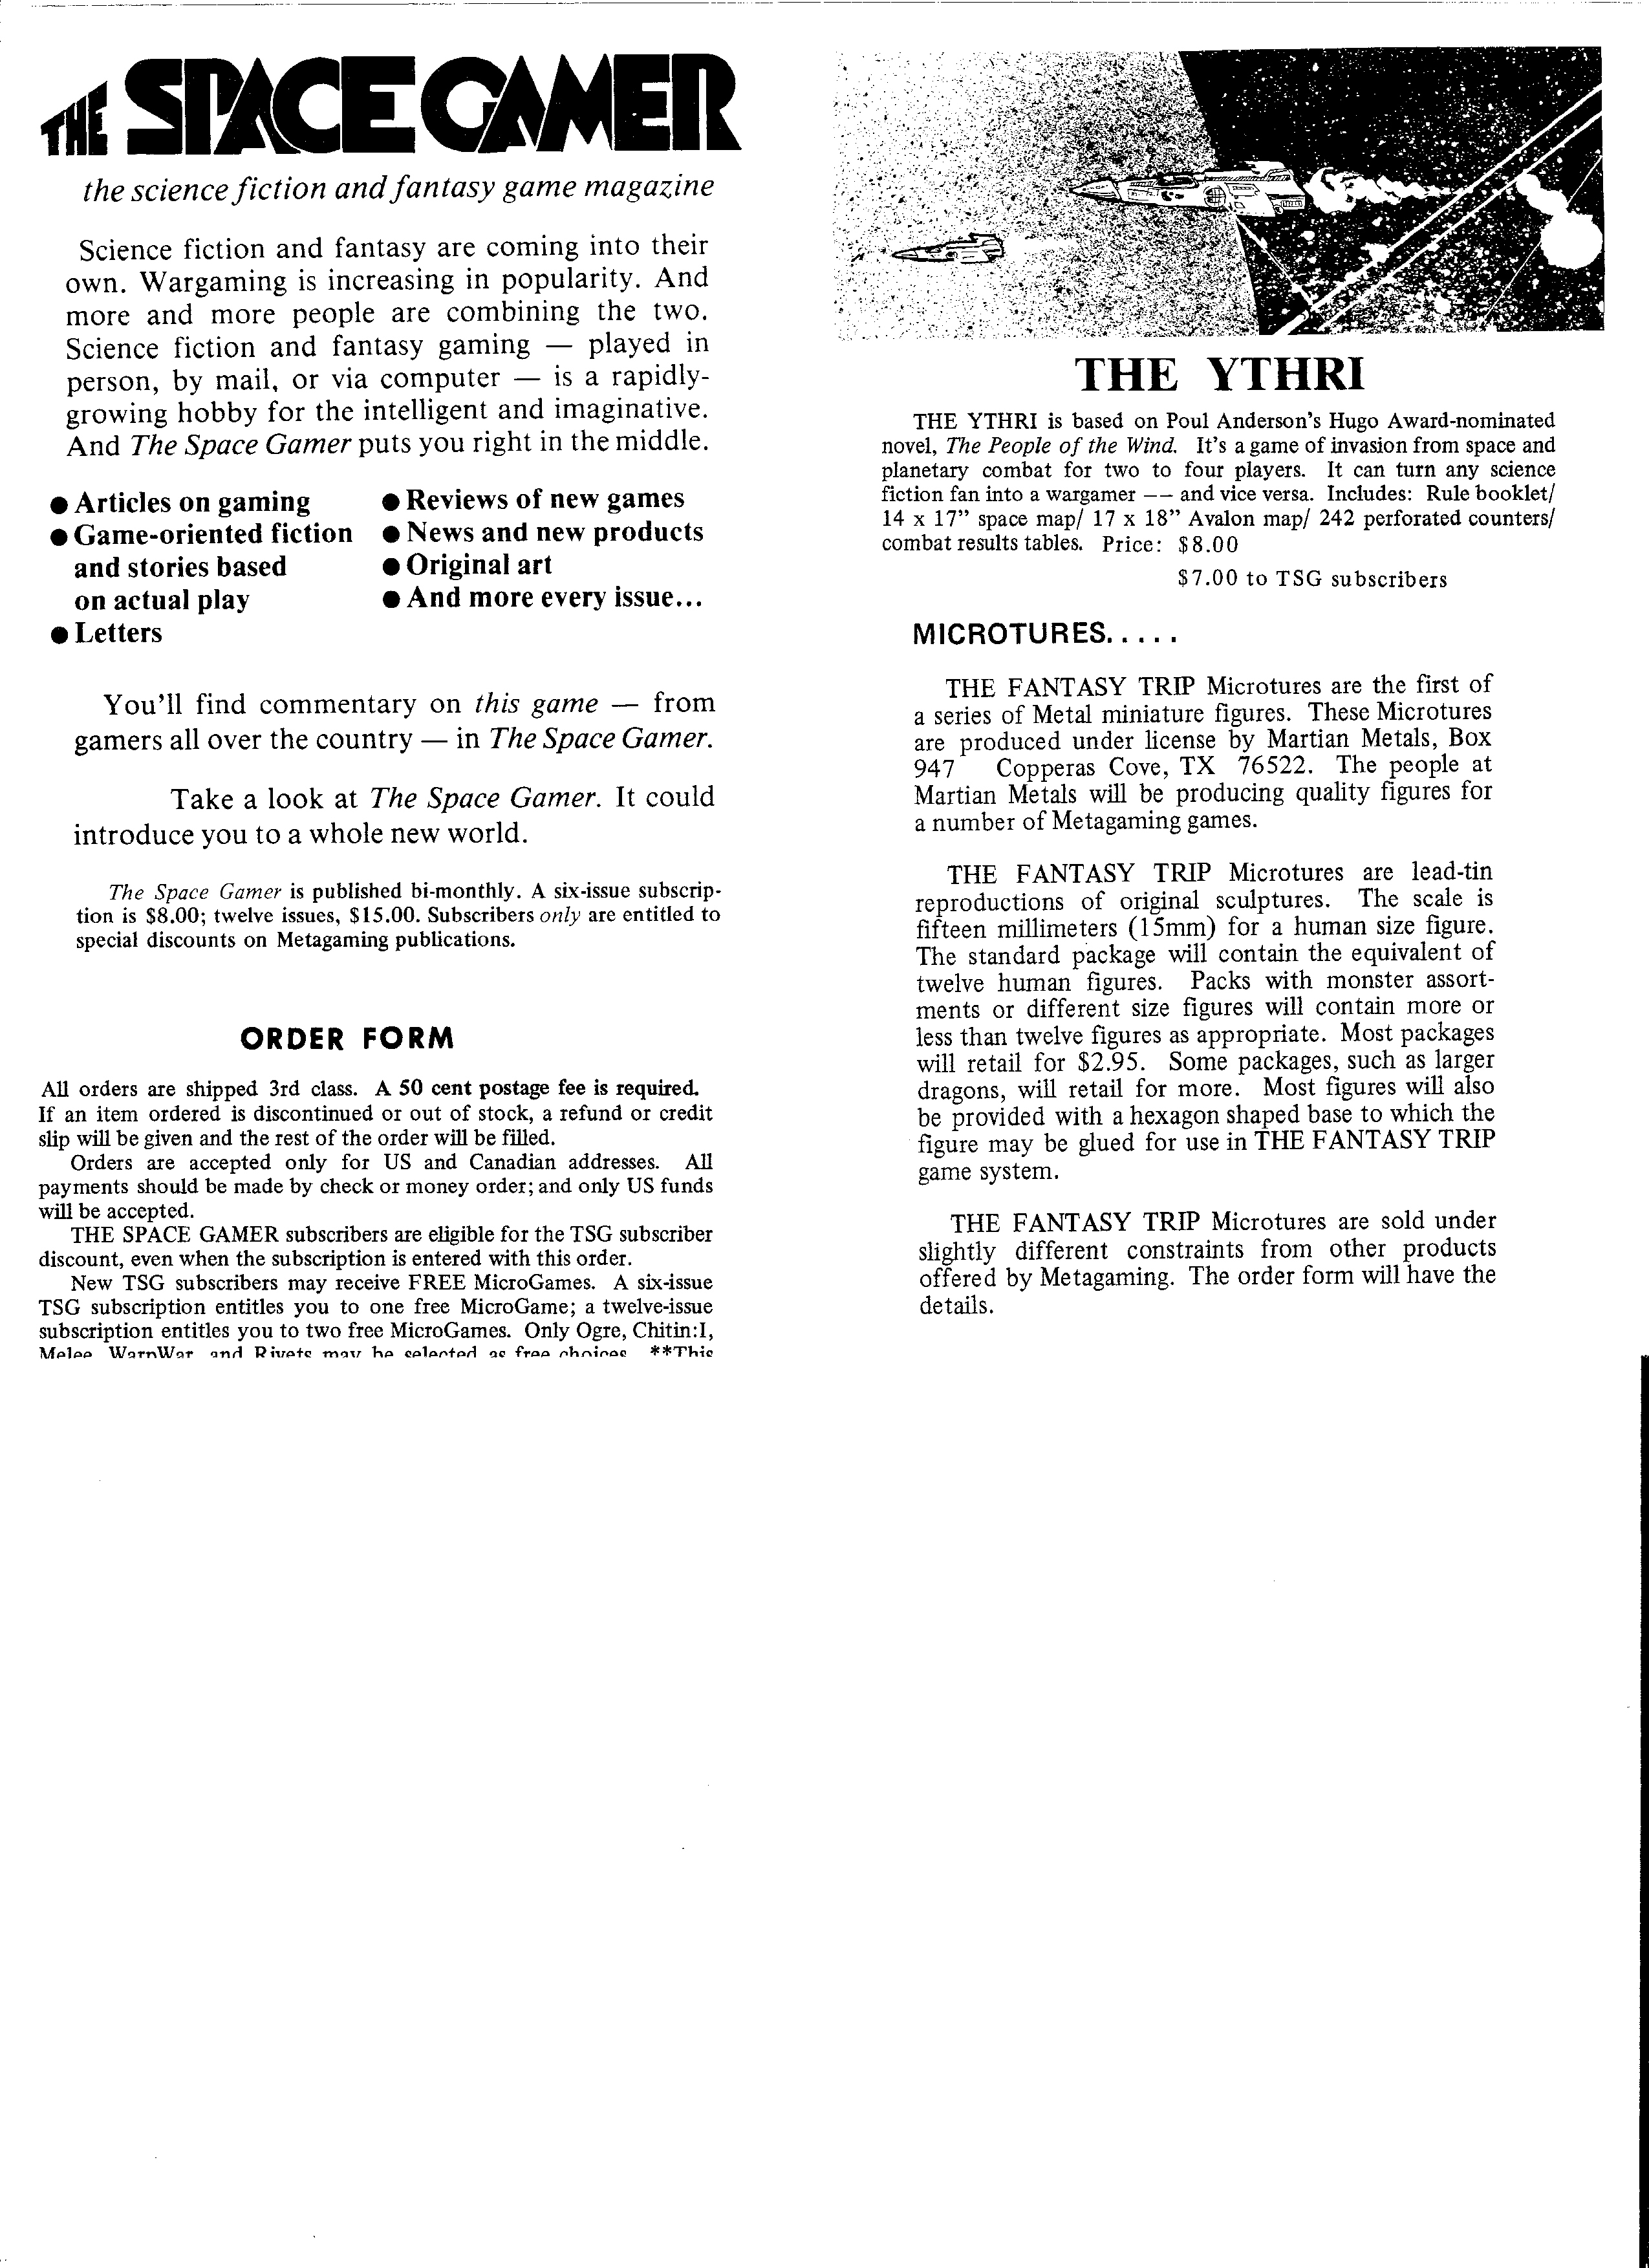 THE SPACE GAMER
the science fiction and fantasy game magazine
Science fiction and fantasy are coming into their
own. Wargaming is increasing in popularity. And
more and more people are combining the two.
Science fiction and fantasy gaming — played in
person, by mail, or via computer — is a rapidly-
growing hobby for the intelligent and imaginative.
And The Space Gamer puts you right in the middle.
● Articles on gaming
● Game-oriented fiction
and stories based
on actual play
● Letters
● Reviews of new games
● News and new products
● Original art
● And more every issue...
You'll find commentary on this game — from
gamers all over the country — in The Space Gamer.
Take a look at The Space Gamer. It could
introduce you to a whole new world.
The Space Gamer is published bi-monthly. A six-issue subscrip-
tion is $8.00; twelve issues, $15.00. Subscribers only are entitled to
special discounts on Metagaming publications.
ORDER FORM
All orders are shipped 3rd class. A 50 cent postage fee is required.
If an item ordered is discontinued or out of stock, a refund or credit
slip will be given and the rest of the order will be filled.
Orders are accepted only for US and Canadian addresses. All
payments should be made by check or money order; and only US funds
will be accepted.
THE SPACE GAMER subscribers are eligible for the TSG subscriber
discount, even when the subscription is entered with this order.
New TSG subscribers may receive FREE MicroGames. A six-issue
TSG subscription entitles you to one free MicroGame; a twelve-issue
subscription entitles you to two free MicroGames. Only Ogre, Chitin:I,
Melee, WarpWar, and Rivets may be selected as free choices. **This
THE YTHRI
THE YTHRI is based on Poul Anderson's Hugo Award-nominated
novel, The People of the Wind. It's a game of invasion from space and
planetary combat for two to four players. It can turn any science
fiction fan into a wargamer –– and vice versa. Includes: Rule booklet/
14 x 17" space map/ 17 x 18" Avalon map/ 242 perforated counters/
combat results tables. Price: $8.00
$7.00 to TSG subscribers
MICROTURES.....
THE FANTASY TRIP Microtures are the first of
a series of Metal miniature figures. These Microtures
are produced under license by Martian Metals, Box
947 Copperas Cove, TX 76522. The people at
Martian Metals will be producing quality figures for
a number of Metagaming games.
THE FANTASY TRIP Microtures are lead-tin
reproductions of original sculptures. The scale is
fifteen millimeters (15mm) for a human size figure.
The standard package will contain the equivalent of
twelve human figures. Packs with monster assort-
ments or different size figures will contain more or
less than twelve figures as appropriate. Most packages
will retail for $2.95. Some packages, such as larger
dragons, will retail for more. Most figures will also
be provided with a hexagon shaped base to which the
figure may be glued for use in THE FANTASY TRIP
game system.
THE FANTASY TRIP Microtures are sold under
slightly different constraints from other products
offered by Metagaming. The order form will have the
details.